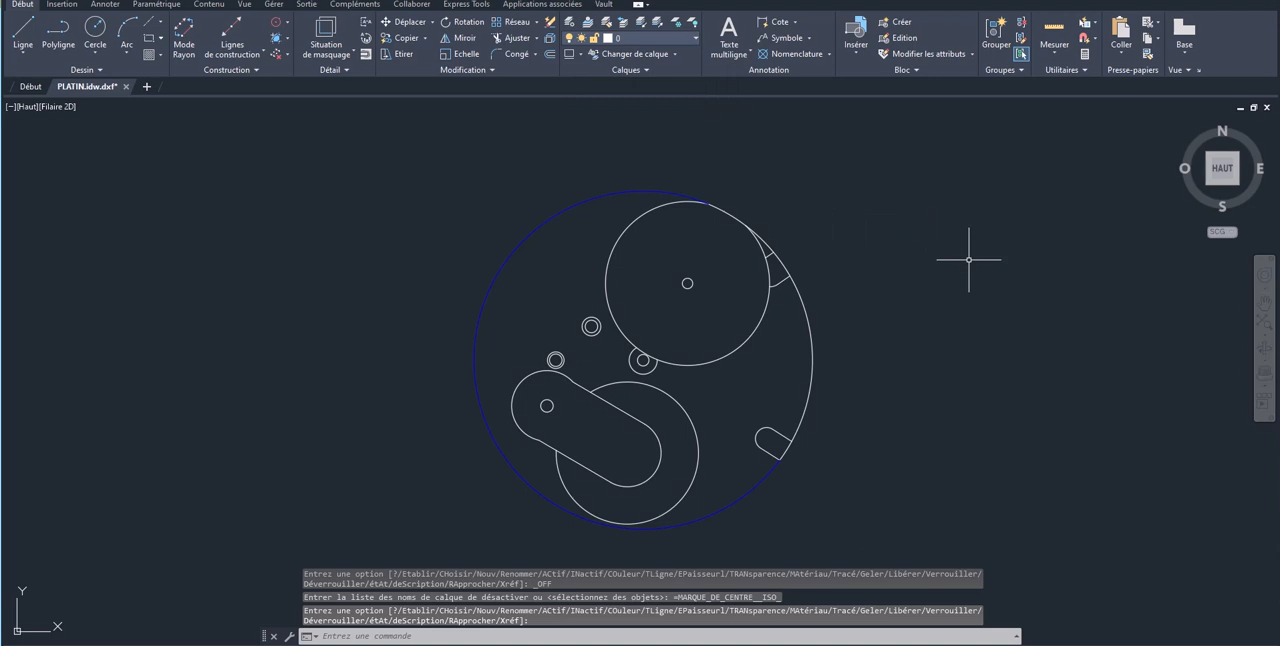 Début Insertion Annoter Paramétrique Contenu Vue Gérer Sortie Compléments Collaborer Express Tools Applications associées Vault
Ligne Polyligne Cercle Arc
Dessin
Mode Rayon
Lignes de construction
Construction
Situation de masquage
Détail
Déplacer Rotation Réseau
Copier Miroir Ajuster
Etirer Echelle Congé
Modification
0
Changer de calque
Calques
Texte multiligne
Cote
Symbole
Nomenclature
Annotation
Insérer
Créer
Edition
Modifier les attributs
Bloc
Grouper
Groupes
Mesurer
Utilitaires
Coller
Presse-papiers
Base
Vue
Début PLATIN.idw.dxf*
[−][Haut][Filaire 2D]
N
O HAUT E
S
SCG
Y
X
Entrez une option [?/Etablir/CHoisir/Nouv/Renommer/ACtif/INactif/COuleur/TLigne/EPaisseurl/TRANsparence/MAtériau/Tracé/Geler/Libérer/Verrouiller/
Déverrouiller/étAt/deScription/RApprocher/Xréf]: _OFF
Entrer la liste des noms de calque de désactiver ou <sélectionnez des objets>: =MARQUE_DE_CENTRE__ISO_
Entrez une option [?/Etablir/CHoisir/Nouv/Renommer/ACtif/INactif/COuleur/TLigne/EPaisseurl/TRANsparence/MAtériau/Tracé/Geler/Libérer/Verrouiller/
Déverrouiller/étAt/deScription/RApprocher/Xréf]:
Entrez une commande